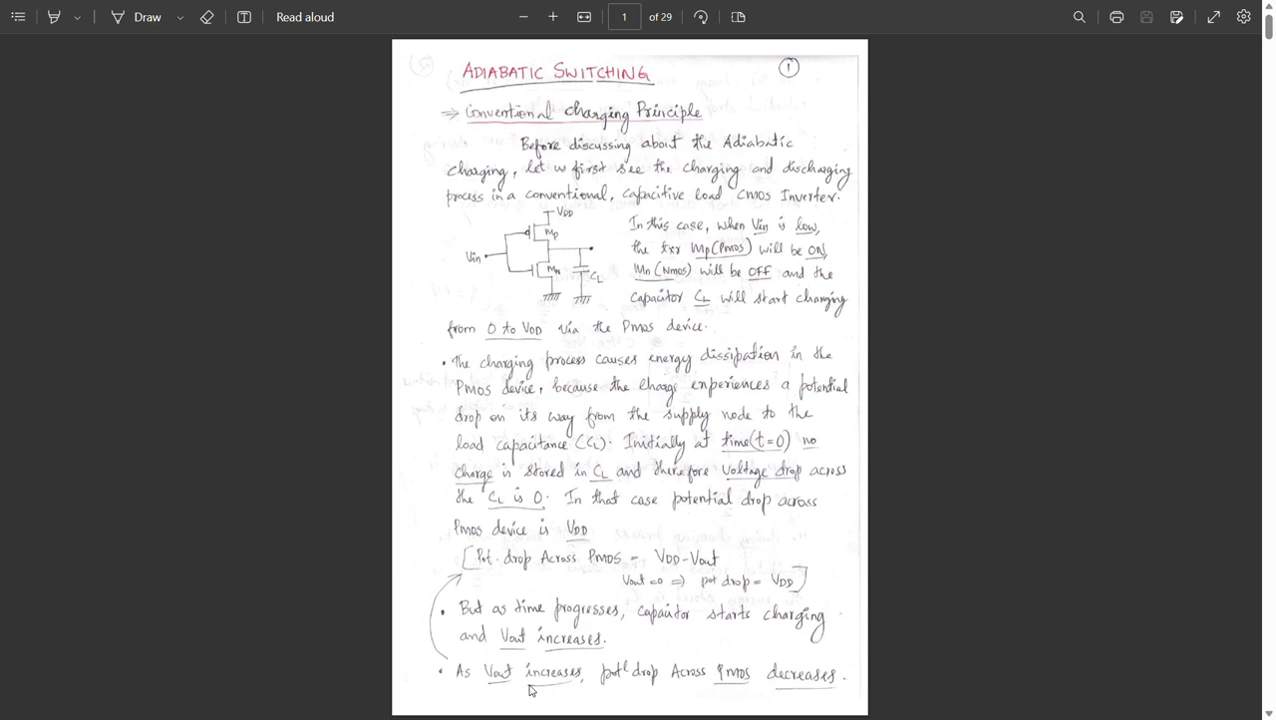 Draw
Read aloud
1 of 29
ADIABATIC SWITCHING
1
⇒ Conventional Charging Principle
Before discussing about the Adiabatic
charging, let us first see the charging and discharging
process in a conventional, capacitive load CMOS Inverter.
VDD
Mp
Vin
Mn
CL
In this case, when Vin is low,
the txr Mp(PMOS) will be ON,
Mn(NMOS) will be OFF and the
capacitor CL will start charging
from 0 to VDD via the PMOS device.
• The charging process causes energy dissipation in the
PMOS device, because the charge experiences a potential
drop on its way from the supply node to the
load capacitance (CL). Initially at time(t=0) no
charge is stored in CL and therefore voltage drop across
the CL is 0. In that case potential drop across
PMOS device is VDD
[Pot. drop Across PMOS = VDD-Vout
Vout=0 ⇒ pot drop = VDD]
• But as time progresses, capacitor starts charging
and Vout increases.
• As Vout increases, potl drop Across PMOS decreases.